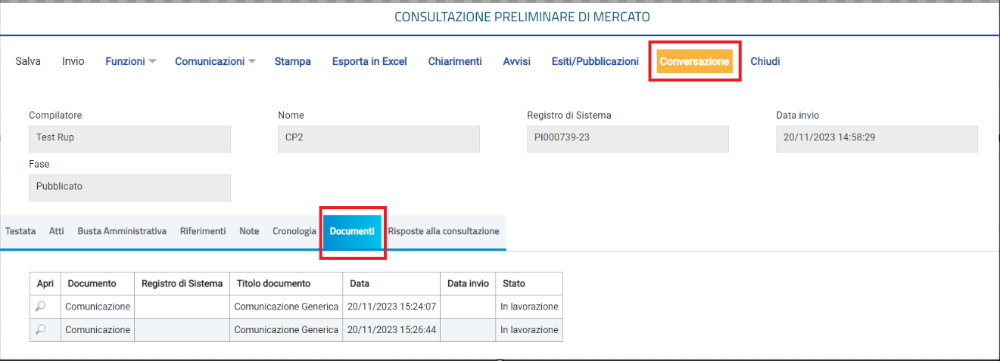 CONSULTAZIONE PRELIMINARE DI MERCATO
Salva Invio Funzioni Comunicazioni Stampa Esporta in Excel Chiarimenti Avvisi Esiti/Pubblicazioni Conversazione Chiudi
Compilatore Nome Registro di Sistema Data invio
Test Rup CP2 PI000739-23 20/11/2023 14:58:29
Fase
Pubblicato
Testata Atti Busta Amministrativa Riferimenti Note Cronologia Documenti Risposte alla consultazione
Apri Documento Registro di Sistema Titolo documento Data Data invio Stato
Comunicazione Comunicazione Generica 20/11/2023 15:24:07 In lavorazione
Comunicazione Comunicazione Generica 20/11/2023 15:26:44 In lavorazione